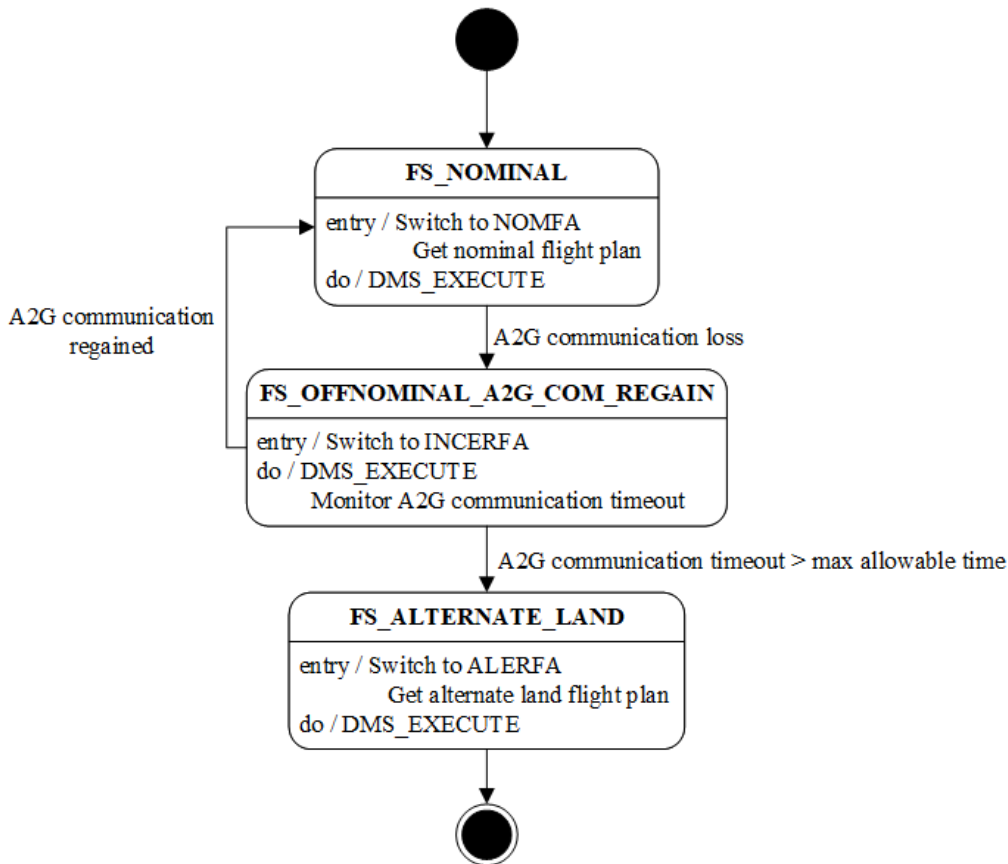 FS_NOMINAL
entry / Switch to NOMFA
Get nominal flight plan
do / DMS_EXECUTE
A2G communication
regained
A2G communication loss
FS_OFFNOMINAL_A2G_COM_REGAIN
entry / Switch to INCERFA
do / DMS_EXECUTE
Monitor A2G communication timeout
A2G communication timeout > max allowable time
FS_ALTERNATE_LAND
entry / Switch to ALERFA
Get alternate land flight plan
do / DMS_EXECUTE